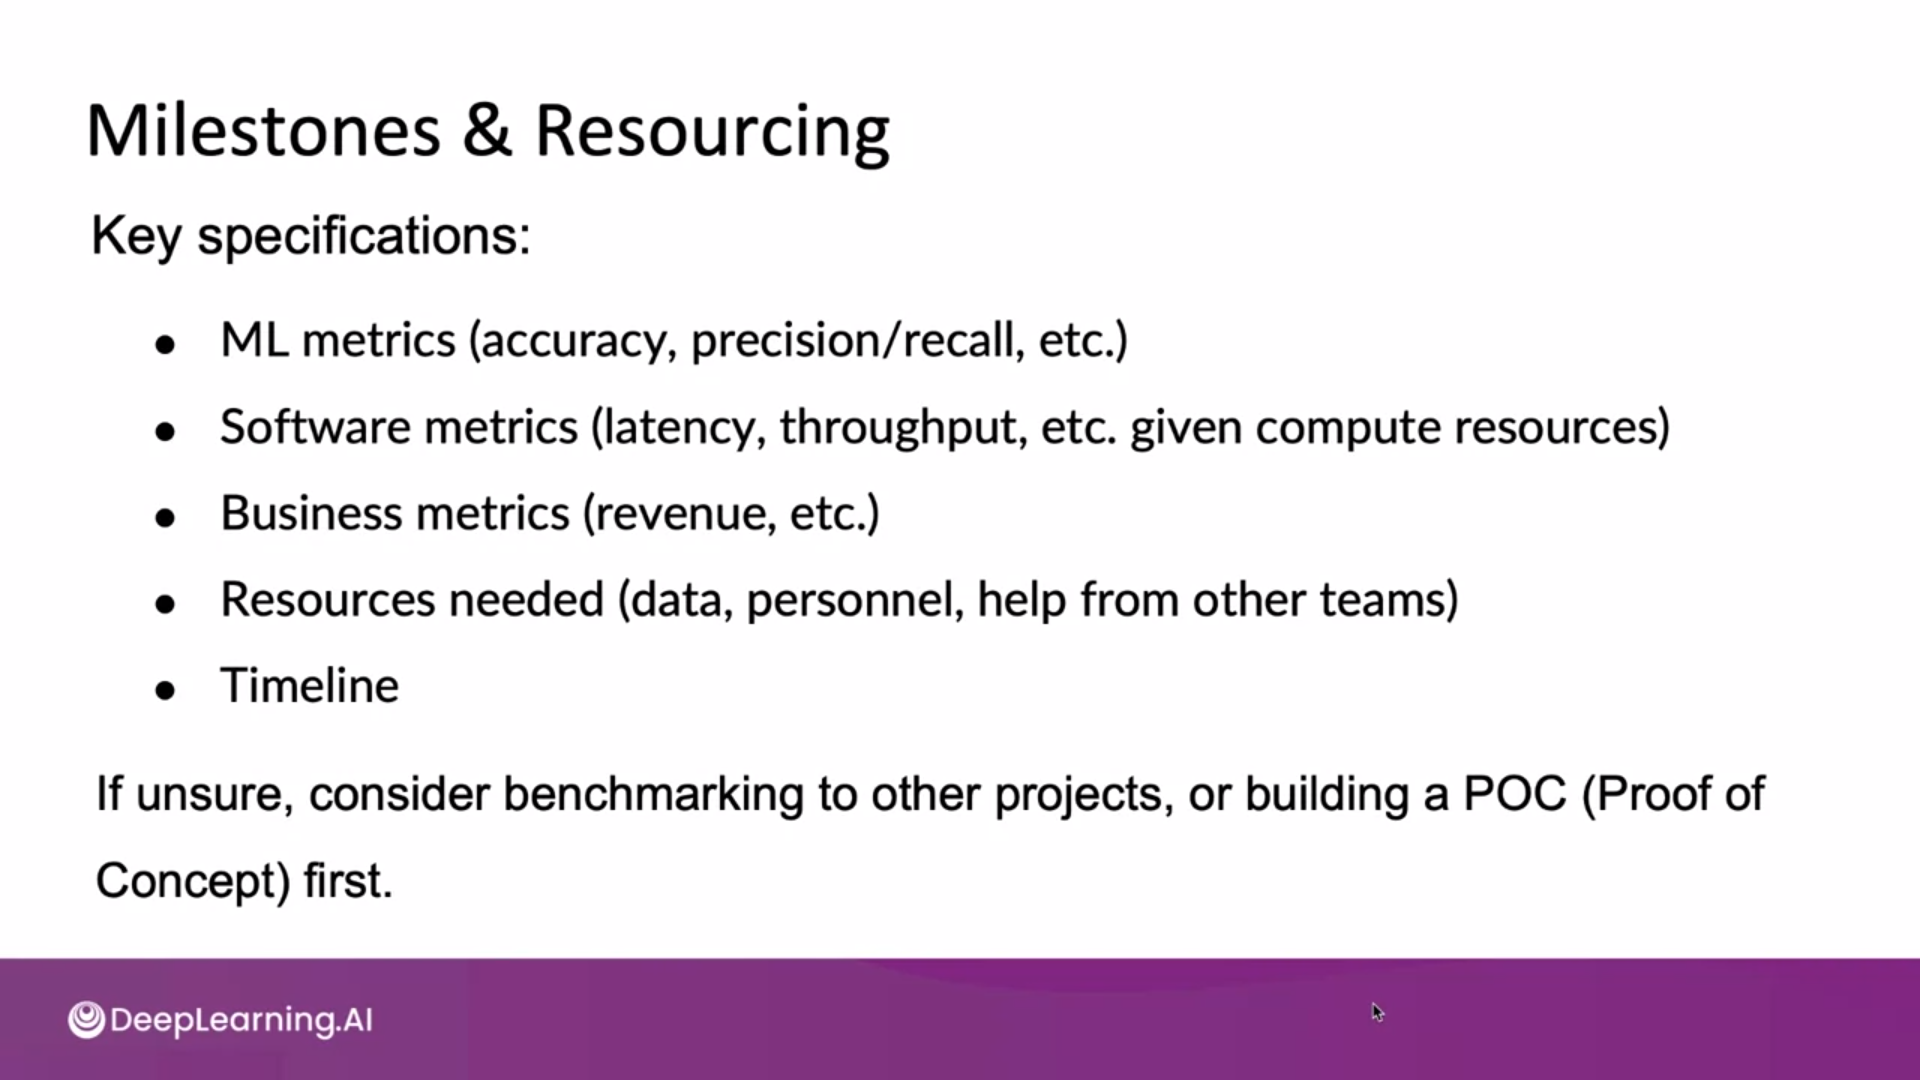 Milestones & Resourcing
Key specifications:
● ML metrics (accuracy, precision/recall, etc.)
● Software metrics (latency, throughput, etc. given compute resources)
● Business metrics (revenue, etc.)
● Resources needed (data, personnel, help from other teams)
● Timeline
If unsure, consider benchmarking to other projects, or building a POC (Proof of
Concept) first.
DeepLearning.AI